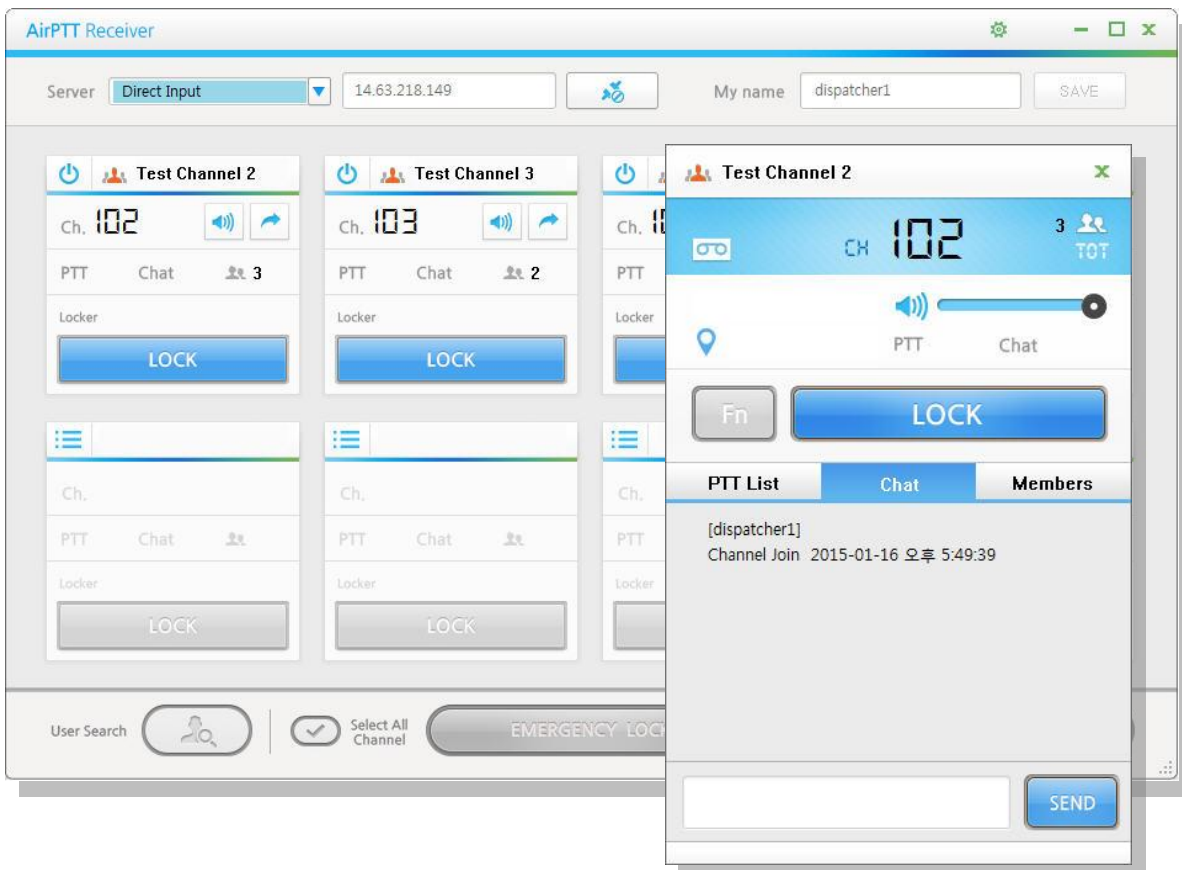 AirPTT Receiver
Server Direct Input 14.63.218.149 My name dispatcher1 SAVE
Test Channel 2
Ch. 102
PTT Chat 3
Locker
LOCK
Test Channel 3
Ch. 103
PTT Chat 2
Locker
LOCK
Ch.
PTT
Locker
Ch.
PTT Chat
Locker
LOCK
Ch.
PTT Chat
Locker
LOCK
Ch.
PTT
Locker
User Search
Select All
Channel
EMERGENCY
Test Channel 2
CH 102
3
TOT
PTT Chat
Fn LOCK
PTT List Chat Members
[dispatcher1]
Channel Join 2015-01-16 오후 5:49:39
SEND